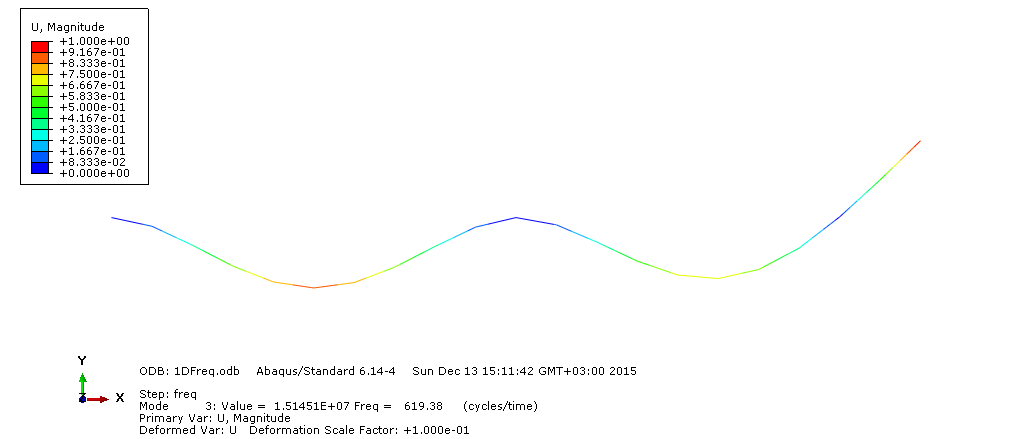 U, Magnitude
+1.000e+00
+9.167e-01
+8.333e-01
+7.500e-01
+6.667e-01
+5.833e-01
+5.000e-01
+4.167e-01
+3.333e-01
+2.500e-01
+1.667e-01
+8.333e-02
+0.000e+00
Y
X
ODB: 1DFreq.odb    Abaqus/Standard 6.14-4    Sun Dec 13 15:11:42 GMT+03:00 2015
Step: freq
Mode         3: Value =  1.51451E+07 Freq =   619.38     (cycles/time)
Primary Var: U, Magnitude
Deformed Var: U   Deformation Scale Factor: +1.000e-01